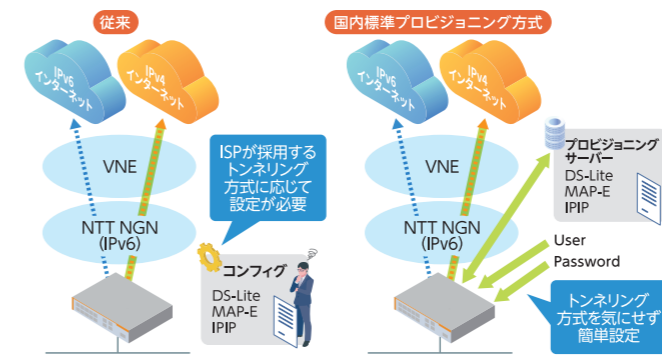 従来
IPv6
インターネット
IPv4
インターネット
VNE
NTT NGN
(IPv6)
ISPが採用する
トンネリング
方式に応じて
設定が必要
コンフィグ
DS-Lite
MAP-E
IPIP
国内標準プロビジョニング方式
IPv6
インターネット
IPv4
インターネット
VNE
NTT NGN
(IPv6)
プロビジョニング
サーバー
DS-Lite
MAP-E
IPIP
User
Password
トンネリング
方式を気にせず
簡単設定